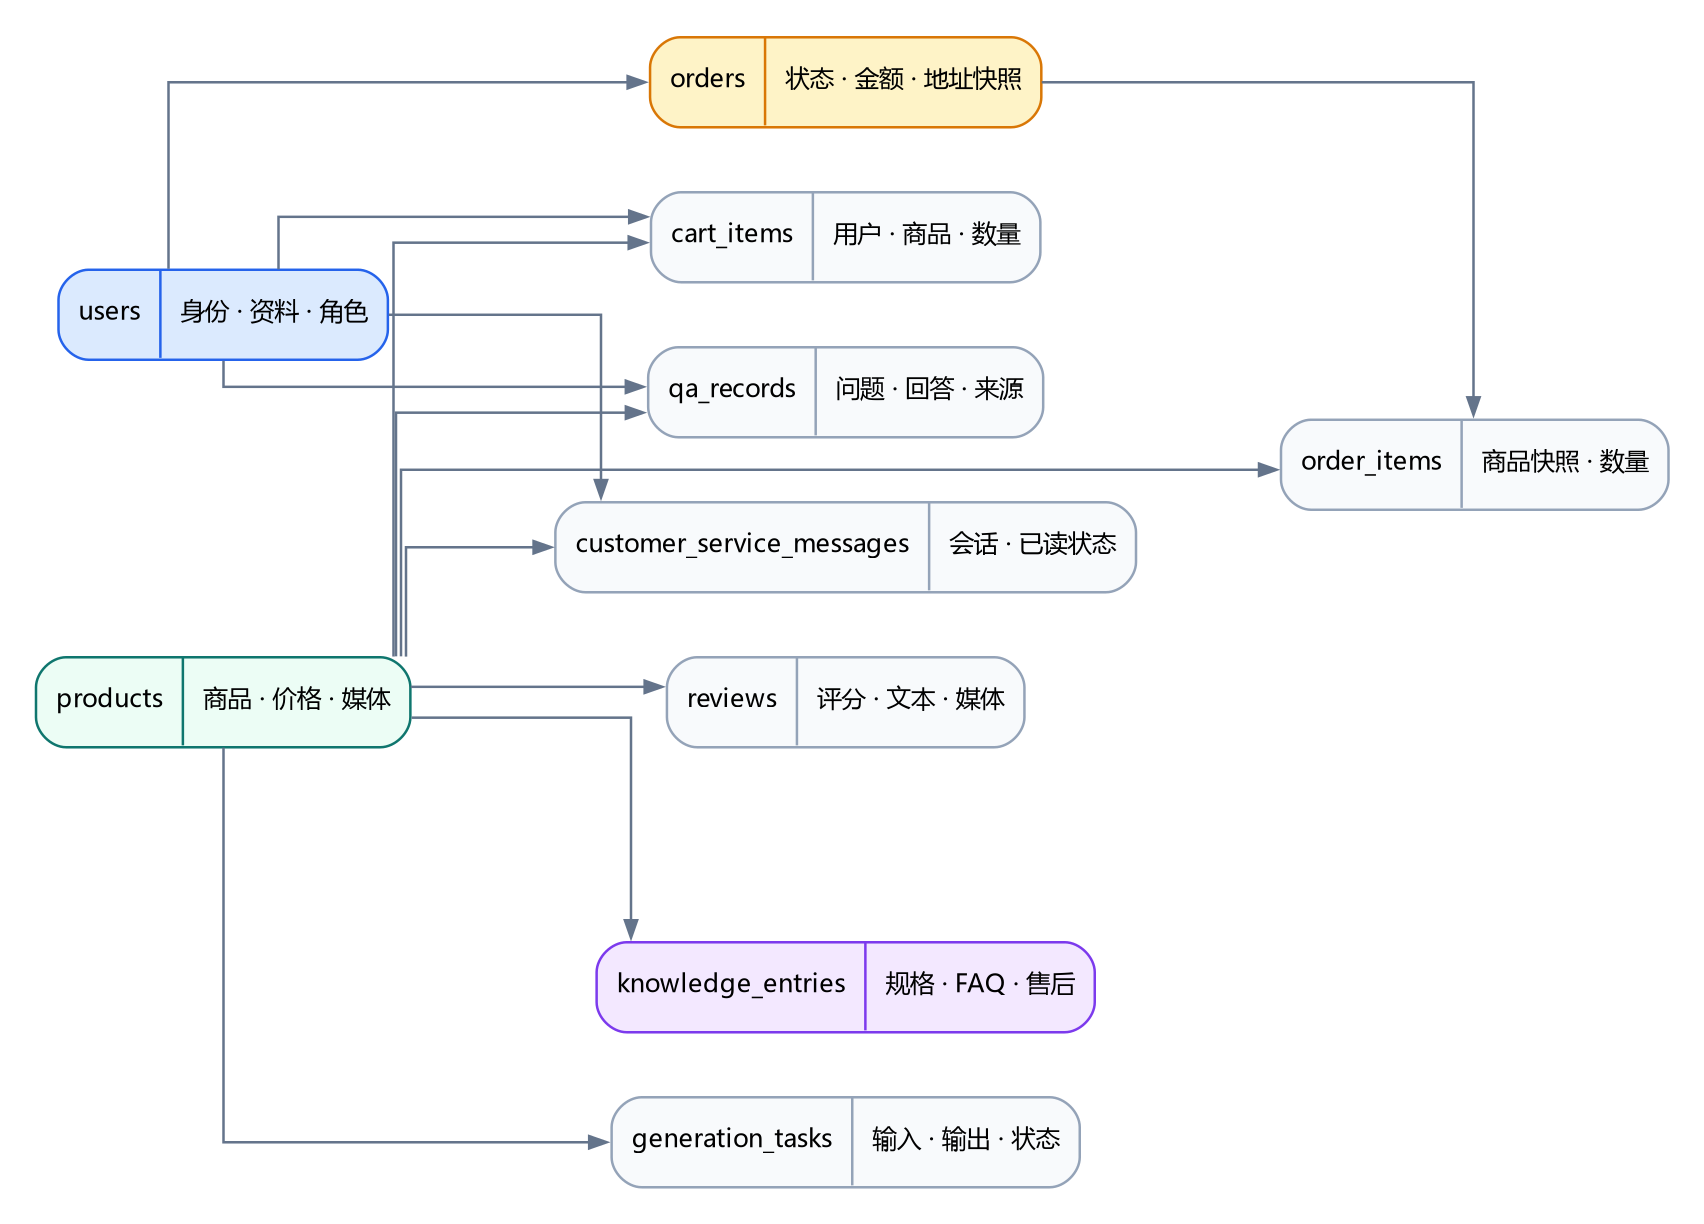 orders 状态 · 金额 · 地址快照
cart_items 用户 · 商品 · 数量
users 身份 · 资料 · 角色
qa_records 问题 · 回答 · 来源
order_items 商品快照 · 数量
customer_service_messages 会话 · 已读状态
products 商品 · 价格 · 媒体
reviews 评分 · 文本 · 媒体
knowledge_entries 规格 · FAQ · 售后
generation_tasks 输入 · 输出 · 状态